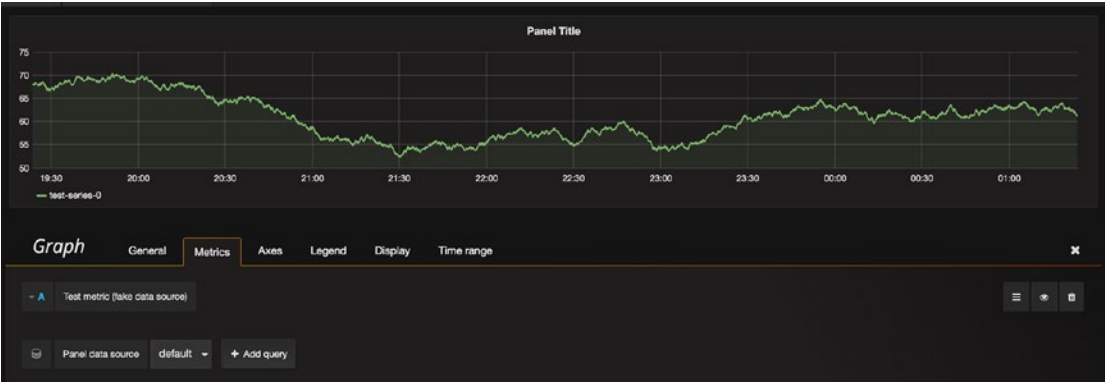 Panel Title
75
70
65
60
55
50
19:30 20:00 20:30 21:00 21:30 22:00 22:30 23:00 23:30 00:00 00:30 01:00
test-series-0
Graph General Metrics Axes Legend Display Time range
A Test metric (fake data source)
Panel data source default + Add query